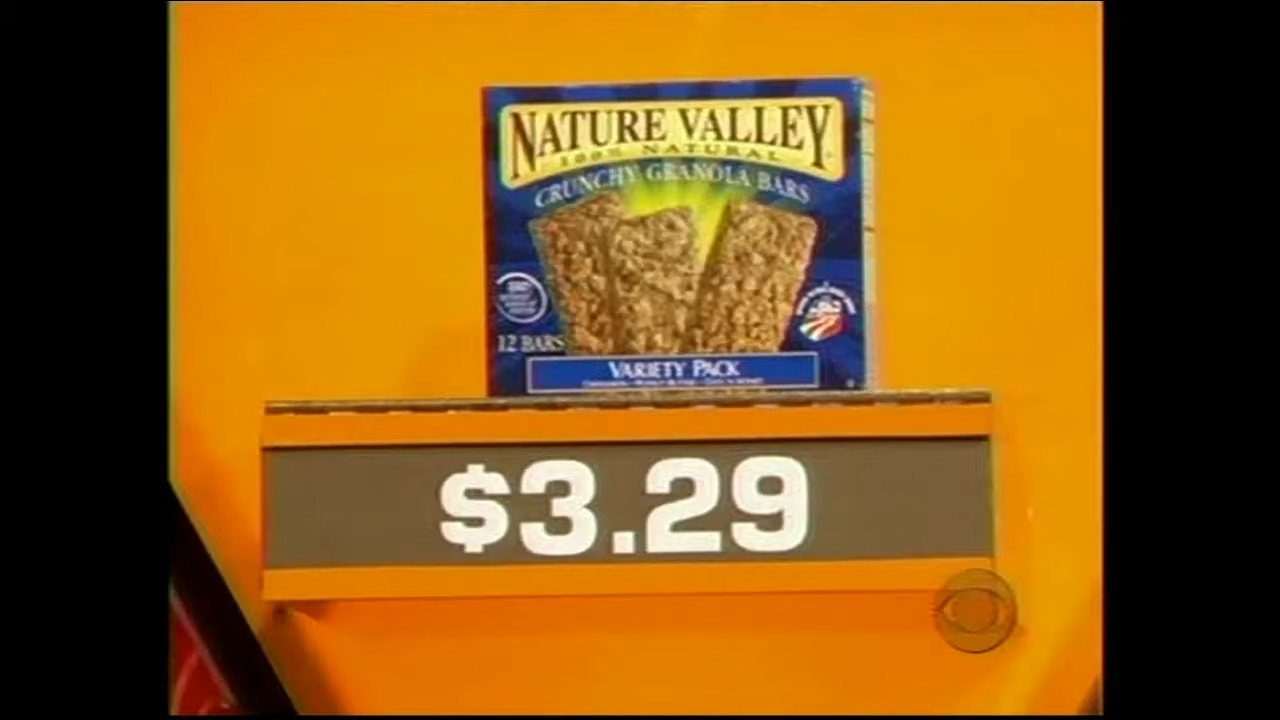 NATURE VALLEY
100% NATURAL
CRUNCHY GRANOLA BARS
12 BARS
VARIETY PACK
$3.29